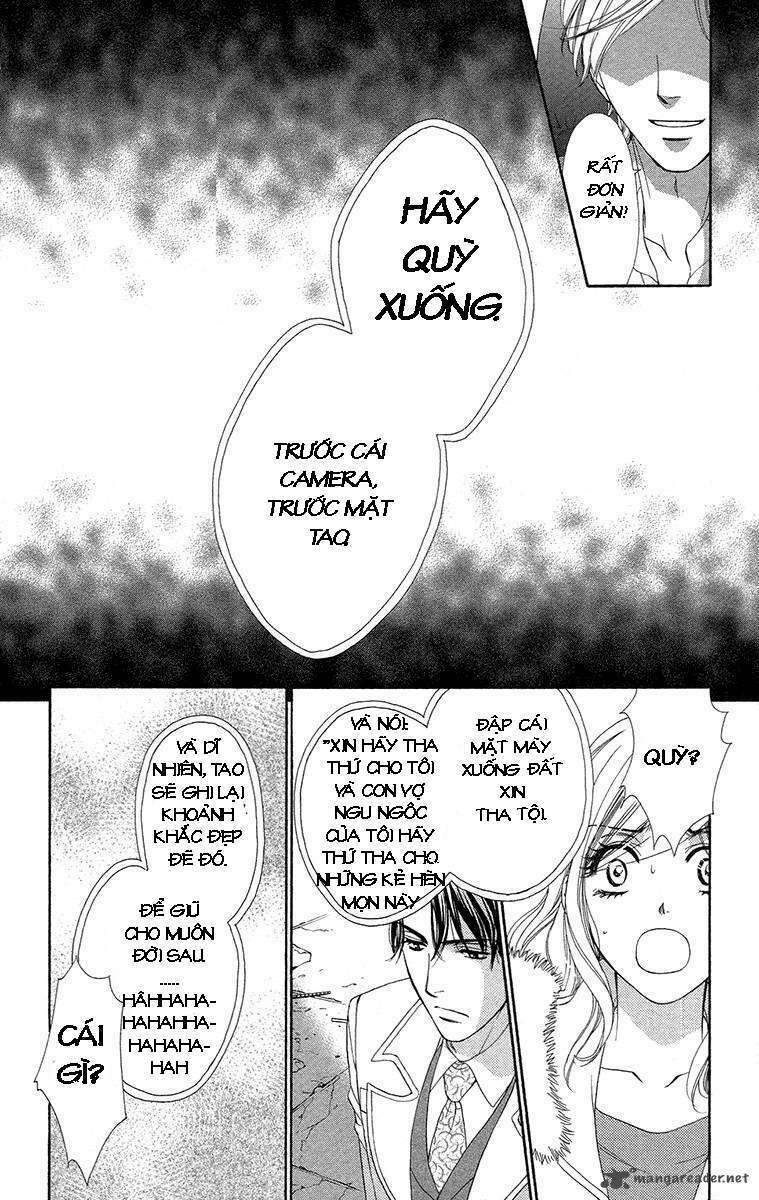 RẤT
ĐƠN
GIẢN!
HÃY
QUỲ
XUỐNG.
TRƯỚC CÁI
CAMERA,
TRƯỚC MẶT
TAO.
QUỲ?
ĐẬP CÁI
MẶT MÀY
XUỐNG ĐẤT
XIN
THA TỘI.
VÀ NÓI:
"XIN HÃY THA
THỨ CHO TÔI
VÀ CON VỢ
NGU NGỐC
CỦA TÔI HÃY
THỨ THA CHO
NHỮNG KẺ HÈN
MỌN NÀY
VÀ DĨ
NHIÊN, TAO
SẼ GHI LẠI
KHOẢNH
KHẮC ĐẸP
ĐẼ ĐÓ.
ĐỂ GIŨ
CHO MUÔN
ĐỜI SAU.
.....
HÂHHAHA-
HAHAHHA-
HAHAHA-
HAH
CÁI
GÌ?
mangareader.net